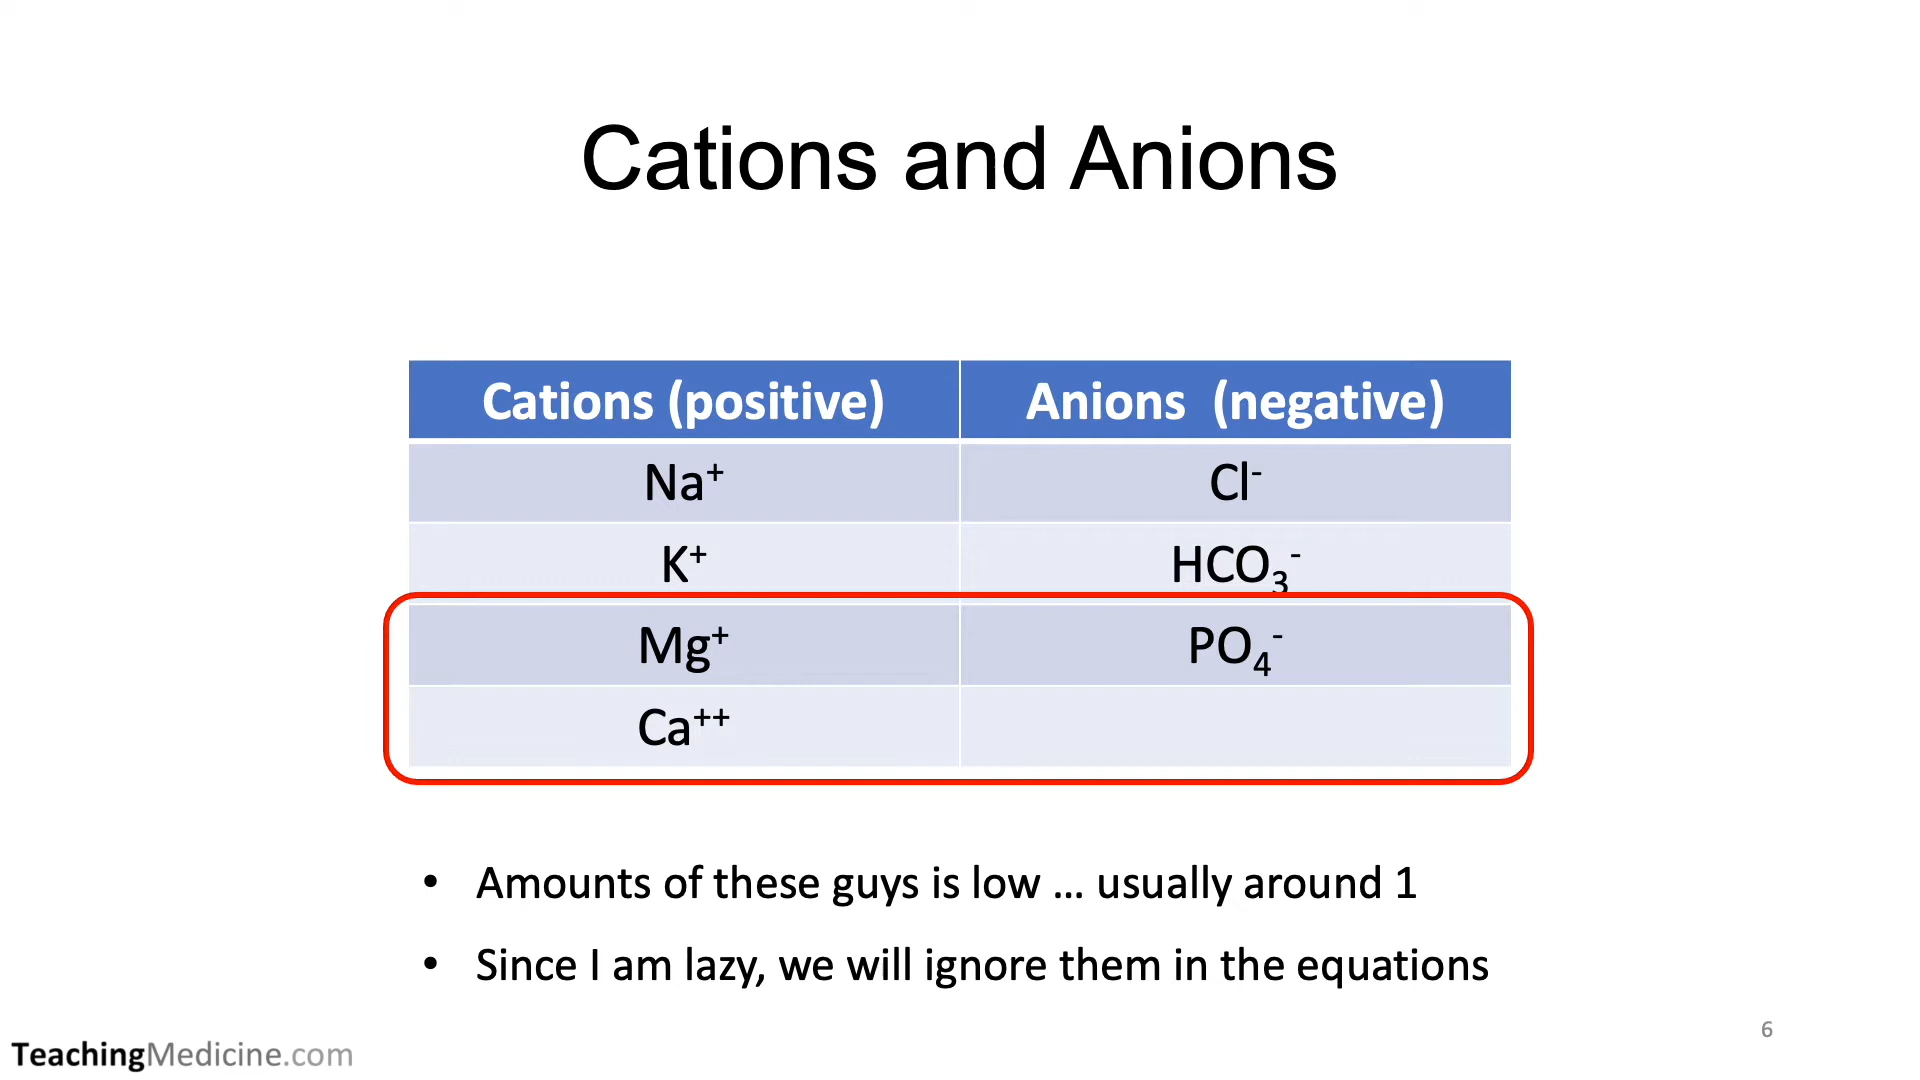 Cations and Anions
Cations (positive) Anions (negative)
Na⁺ Cl⁻
K⁺ HCO₃⁻
Mg⁺ PO₄⁻
Ca⁺⁺
• Amounts of these guys is low ... usually around 1
• Since I am lazy, we will ignore them in the equations
6
TeachingMedicine.com